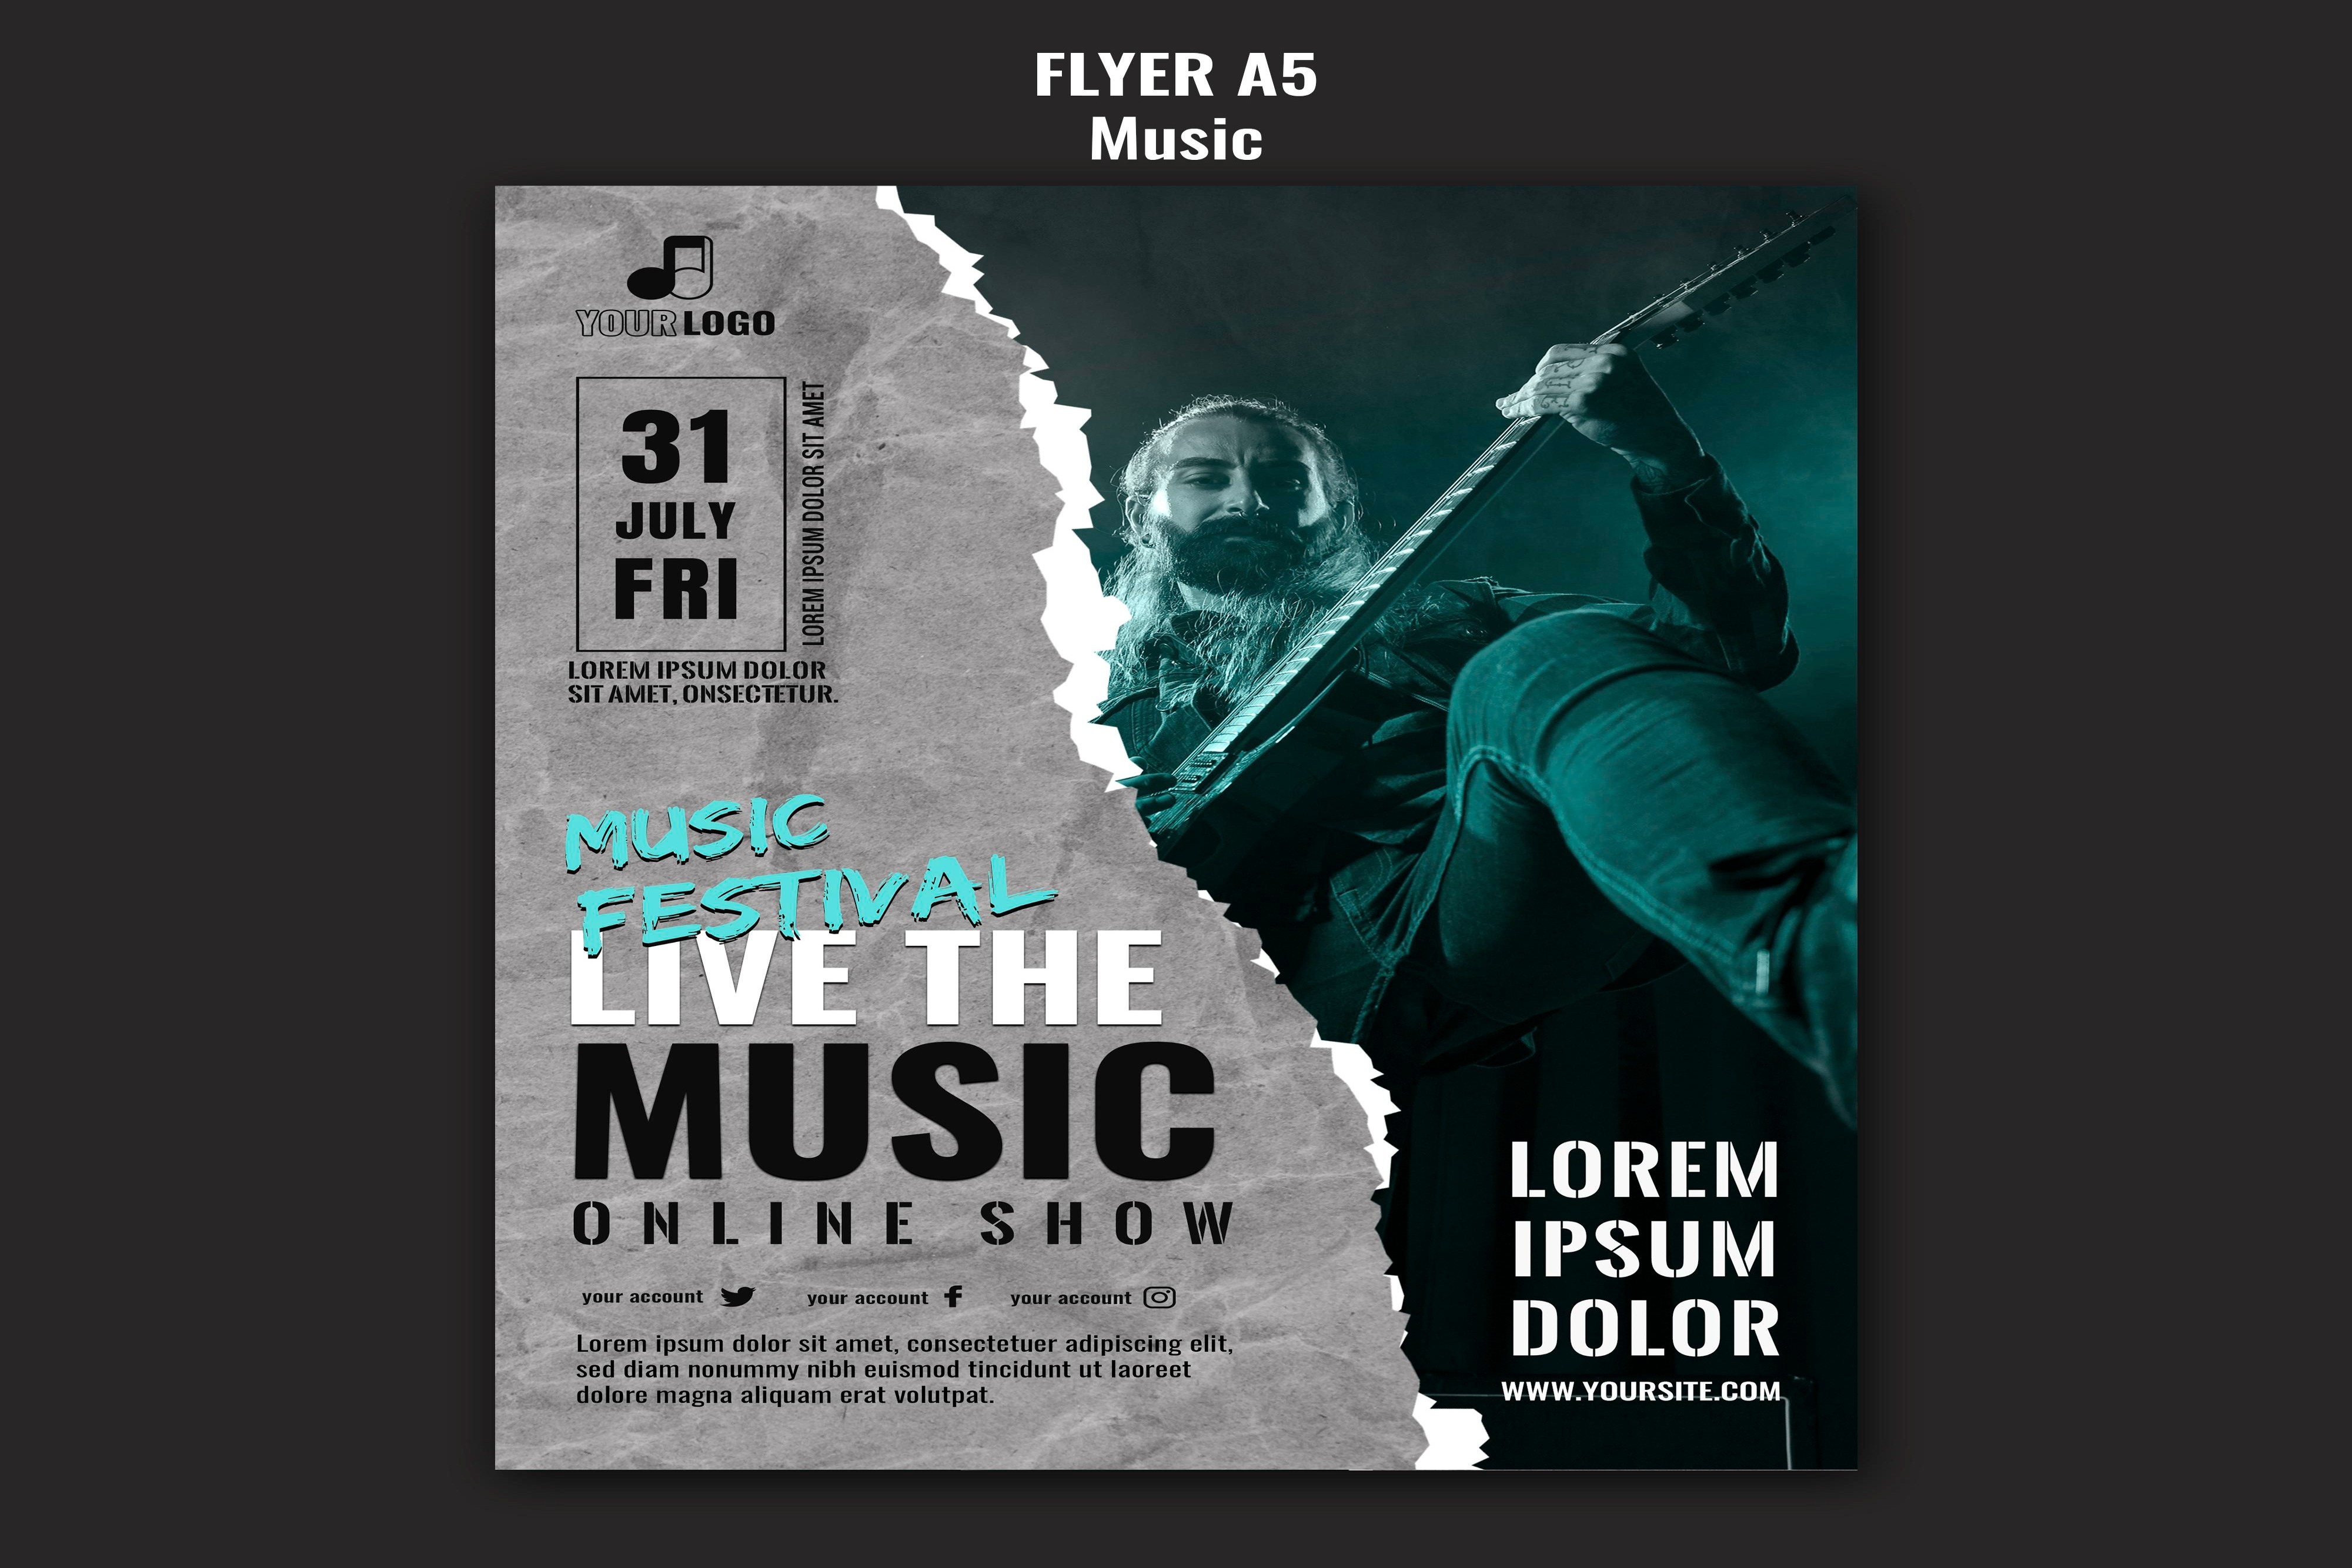 FLYER A5
Music
YOUR LOGO
31
JULY
FRI
LOREM IPSUM DOLOR SIT AMET
LOREM IPSUM DOLOR
SIT AMET, ONSECTETUR.
MUSIC
FESTIVAL
LIVE THE
MUSIC
ONLINE SHOW
your account your account your account
Lorem ipsum dolor sit amet, consectetuer adipiscing elit,
sed diam nonummy nibh euismod tincidunt ut laoreet
dolore magna aliquam erat volutpat.
LOREM
IPSUM
DOLOR
WWW.YOURSITE.COM